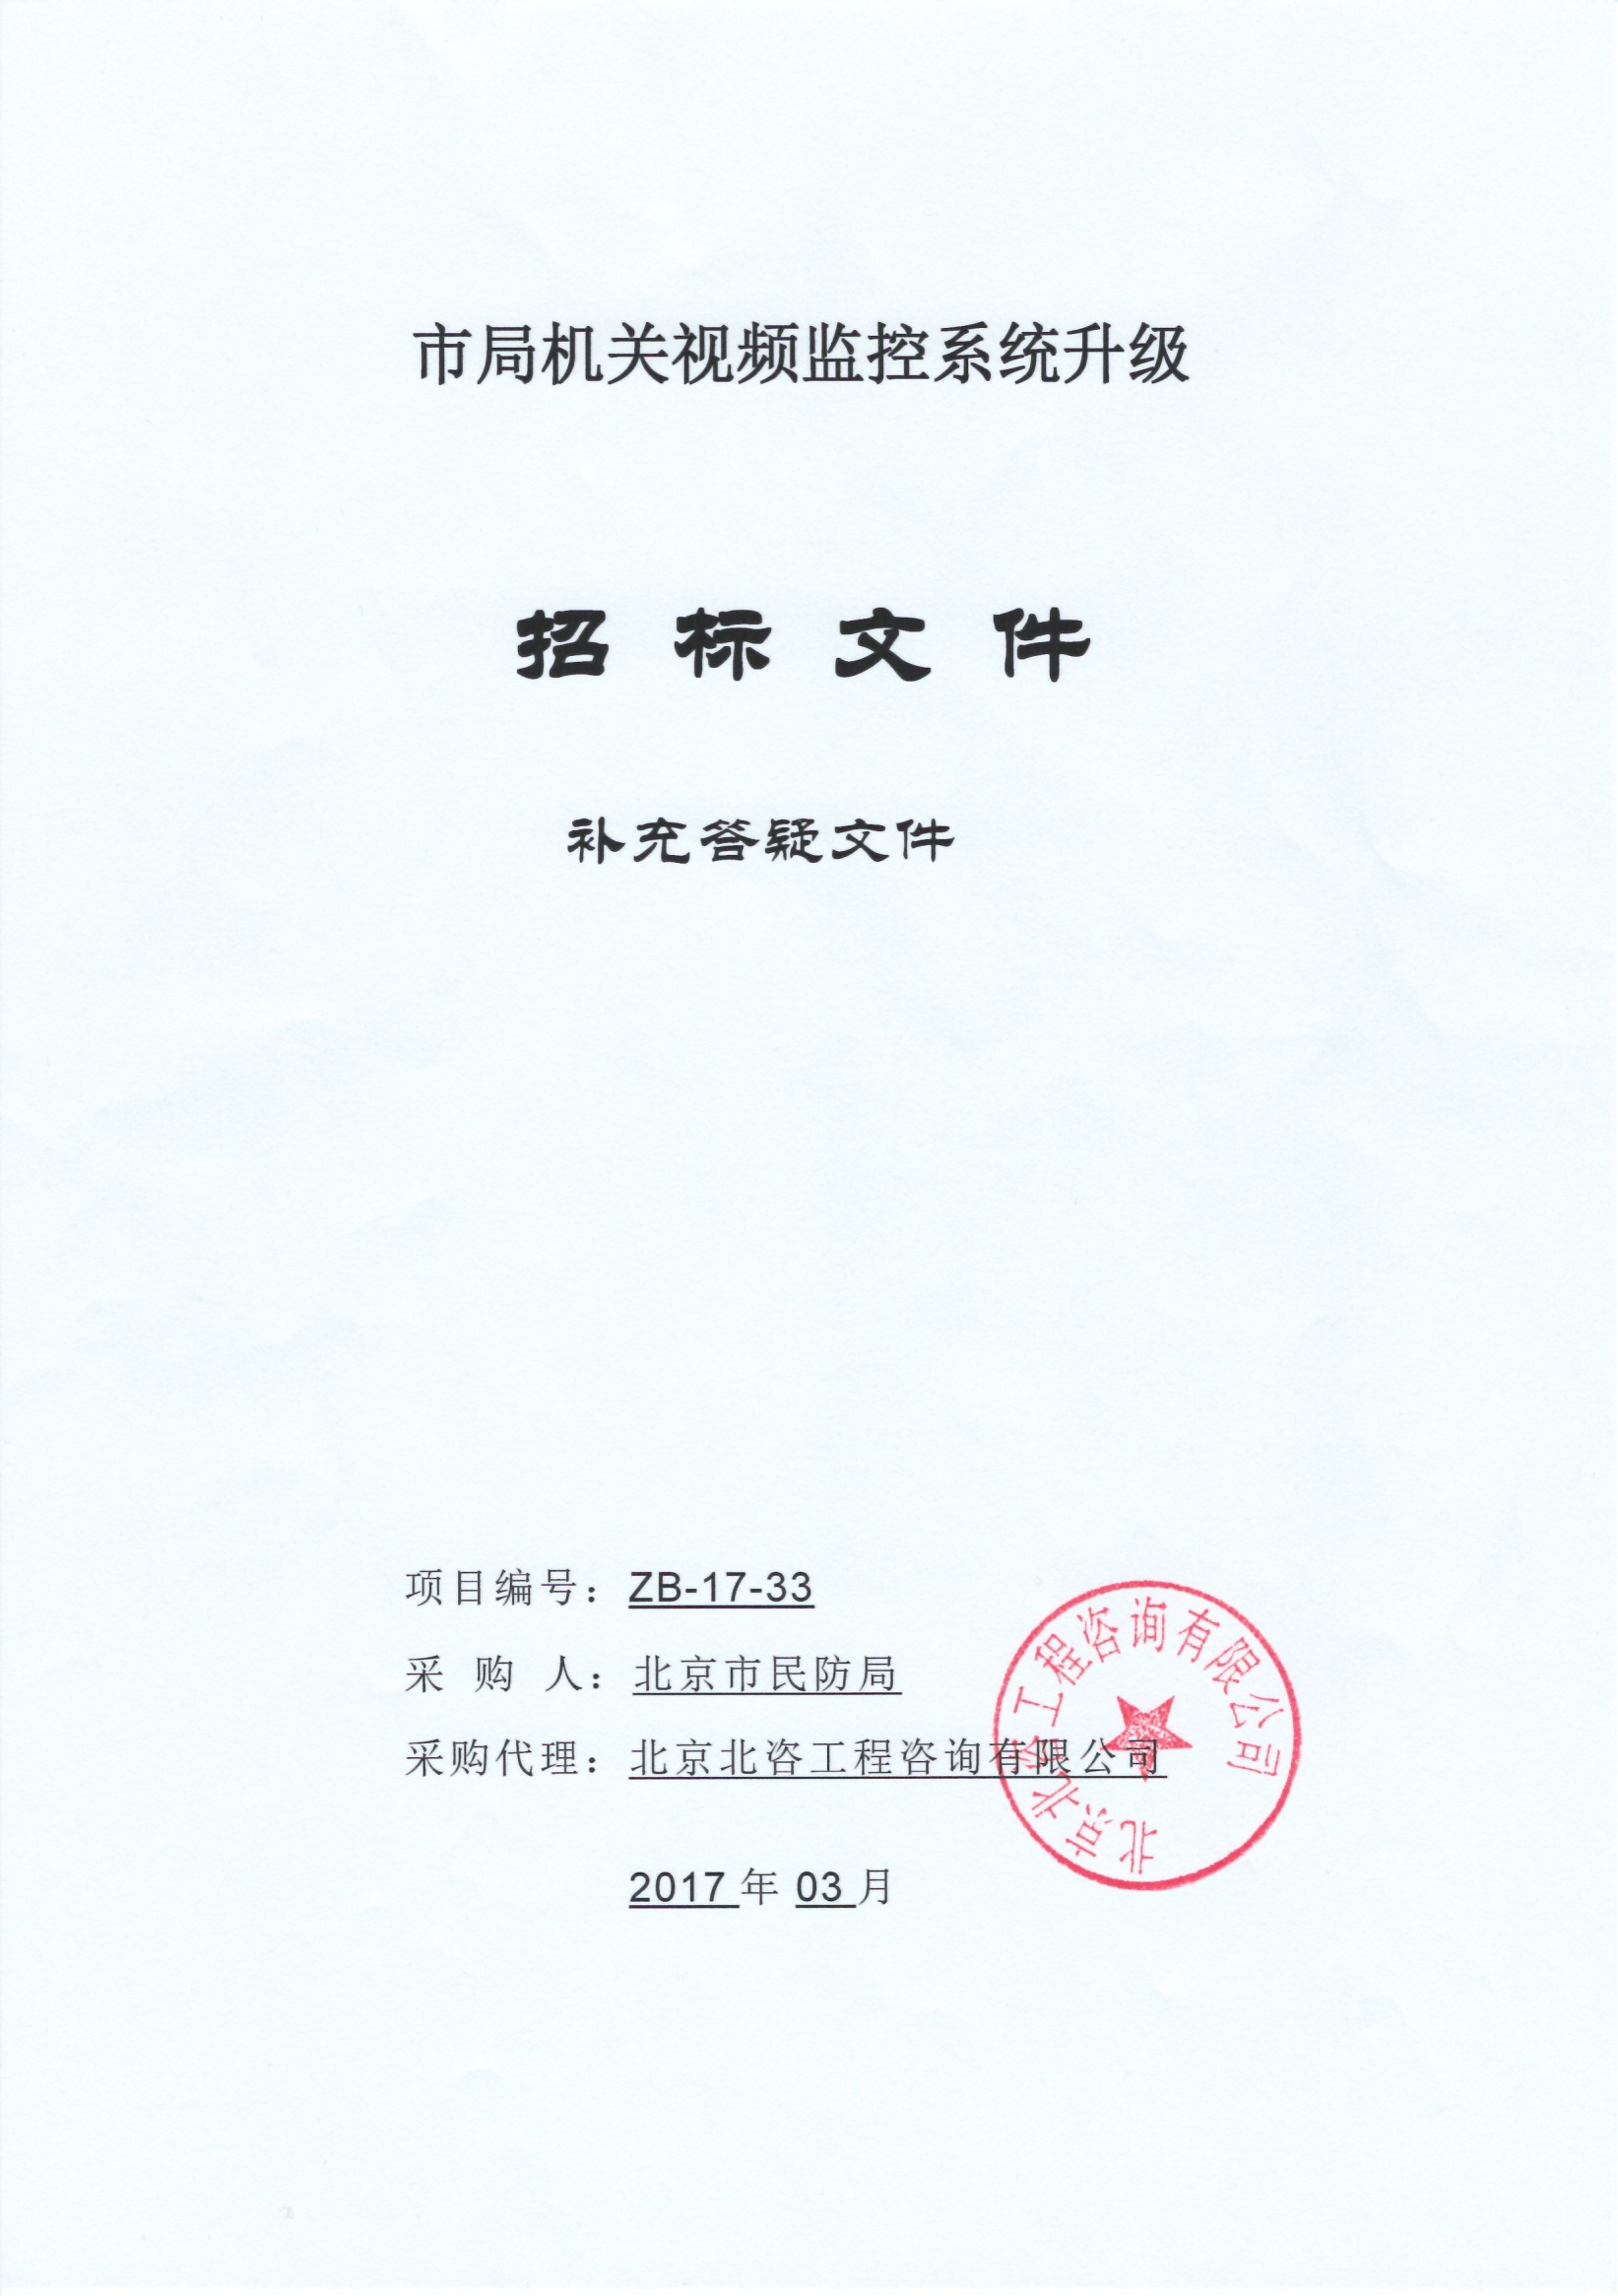 市局机关视频监控系统升级
招 标 文 件
补充答疑文件
项目编号：ZB-17-33
采 购 人：北京市民防局
采购代理：北京北咨工程咨询有限公司
北京北咨工程咨询有限公司
2017 年 03 月